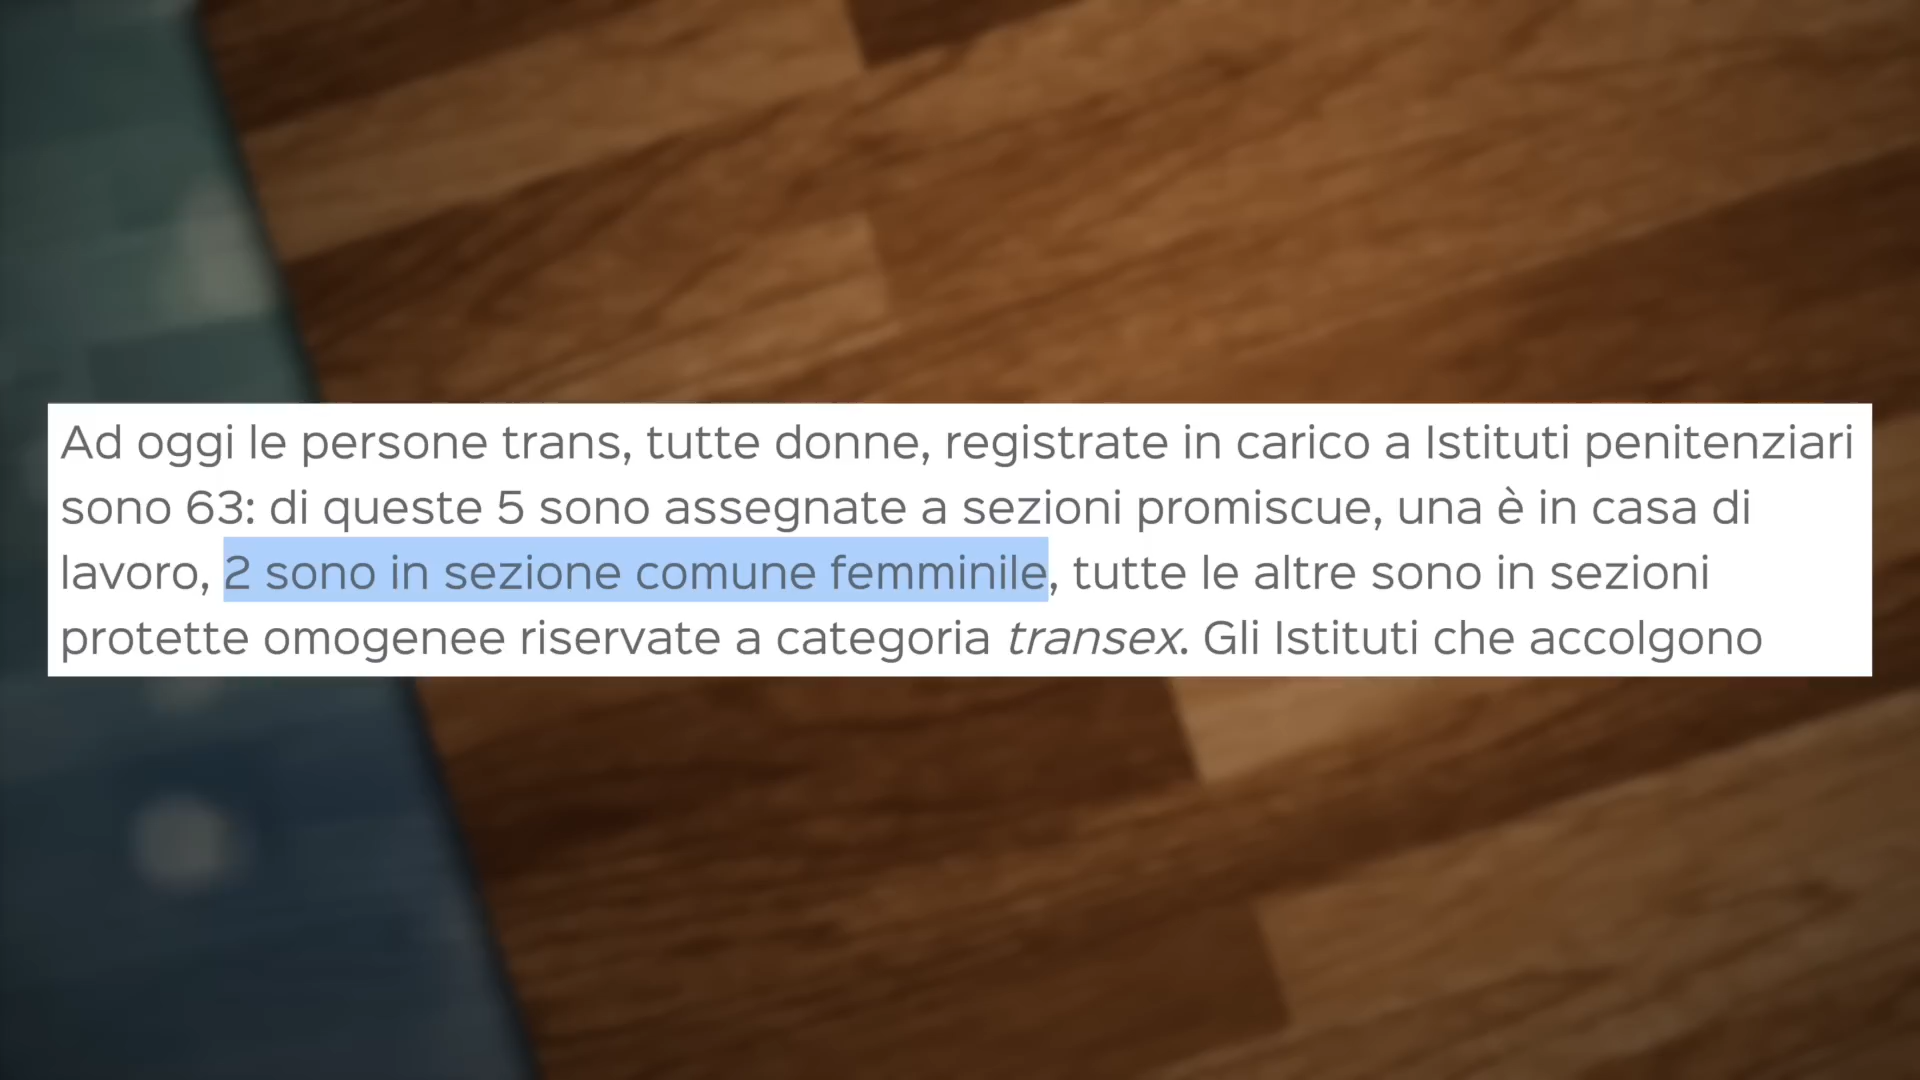 Ad oggi le persone trans, tutte donne, registrate in carico a Istituti penitenziari
sono 63: di queste 5 sono assegnate a sezioni promiscue, una è in casa di
lavoro, 2 sono in sezione comune femminile, tutte le altre sono in sezioni
protette omogenee riservate a categoria transex. Gli Istituti che accolgono